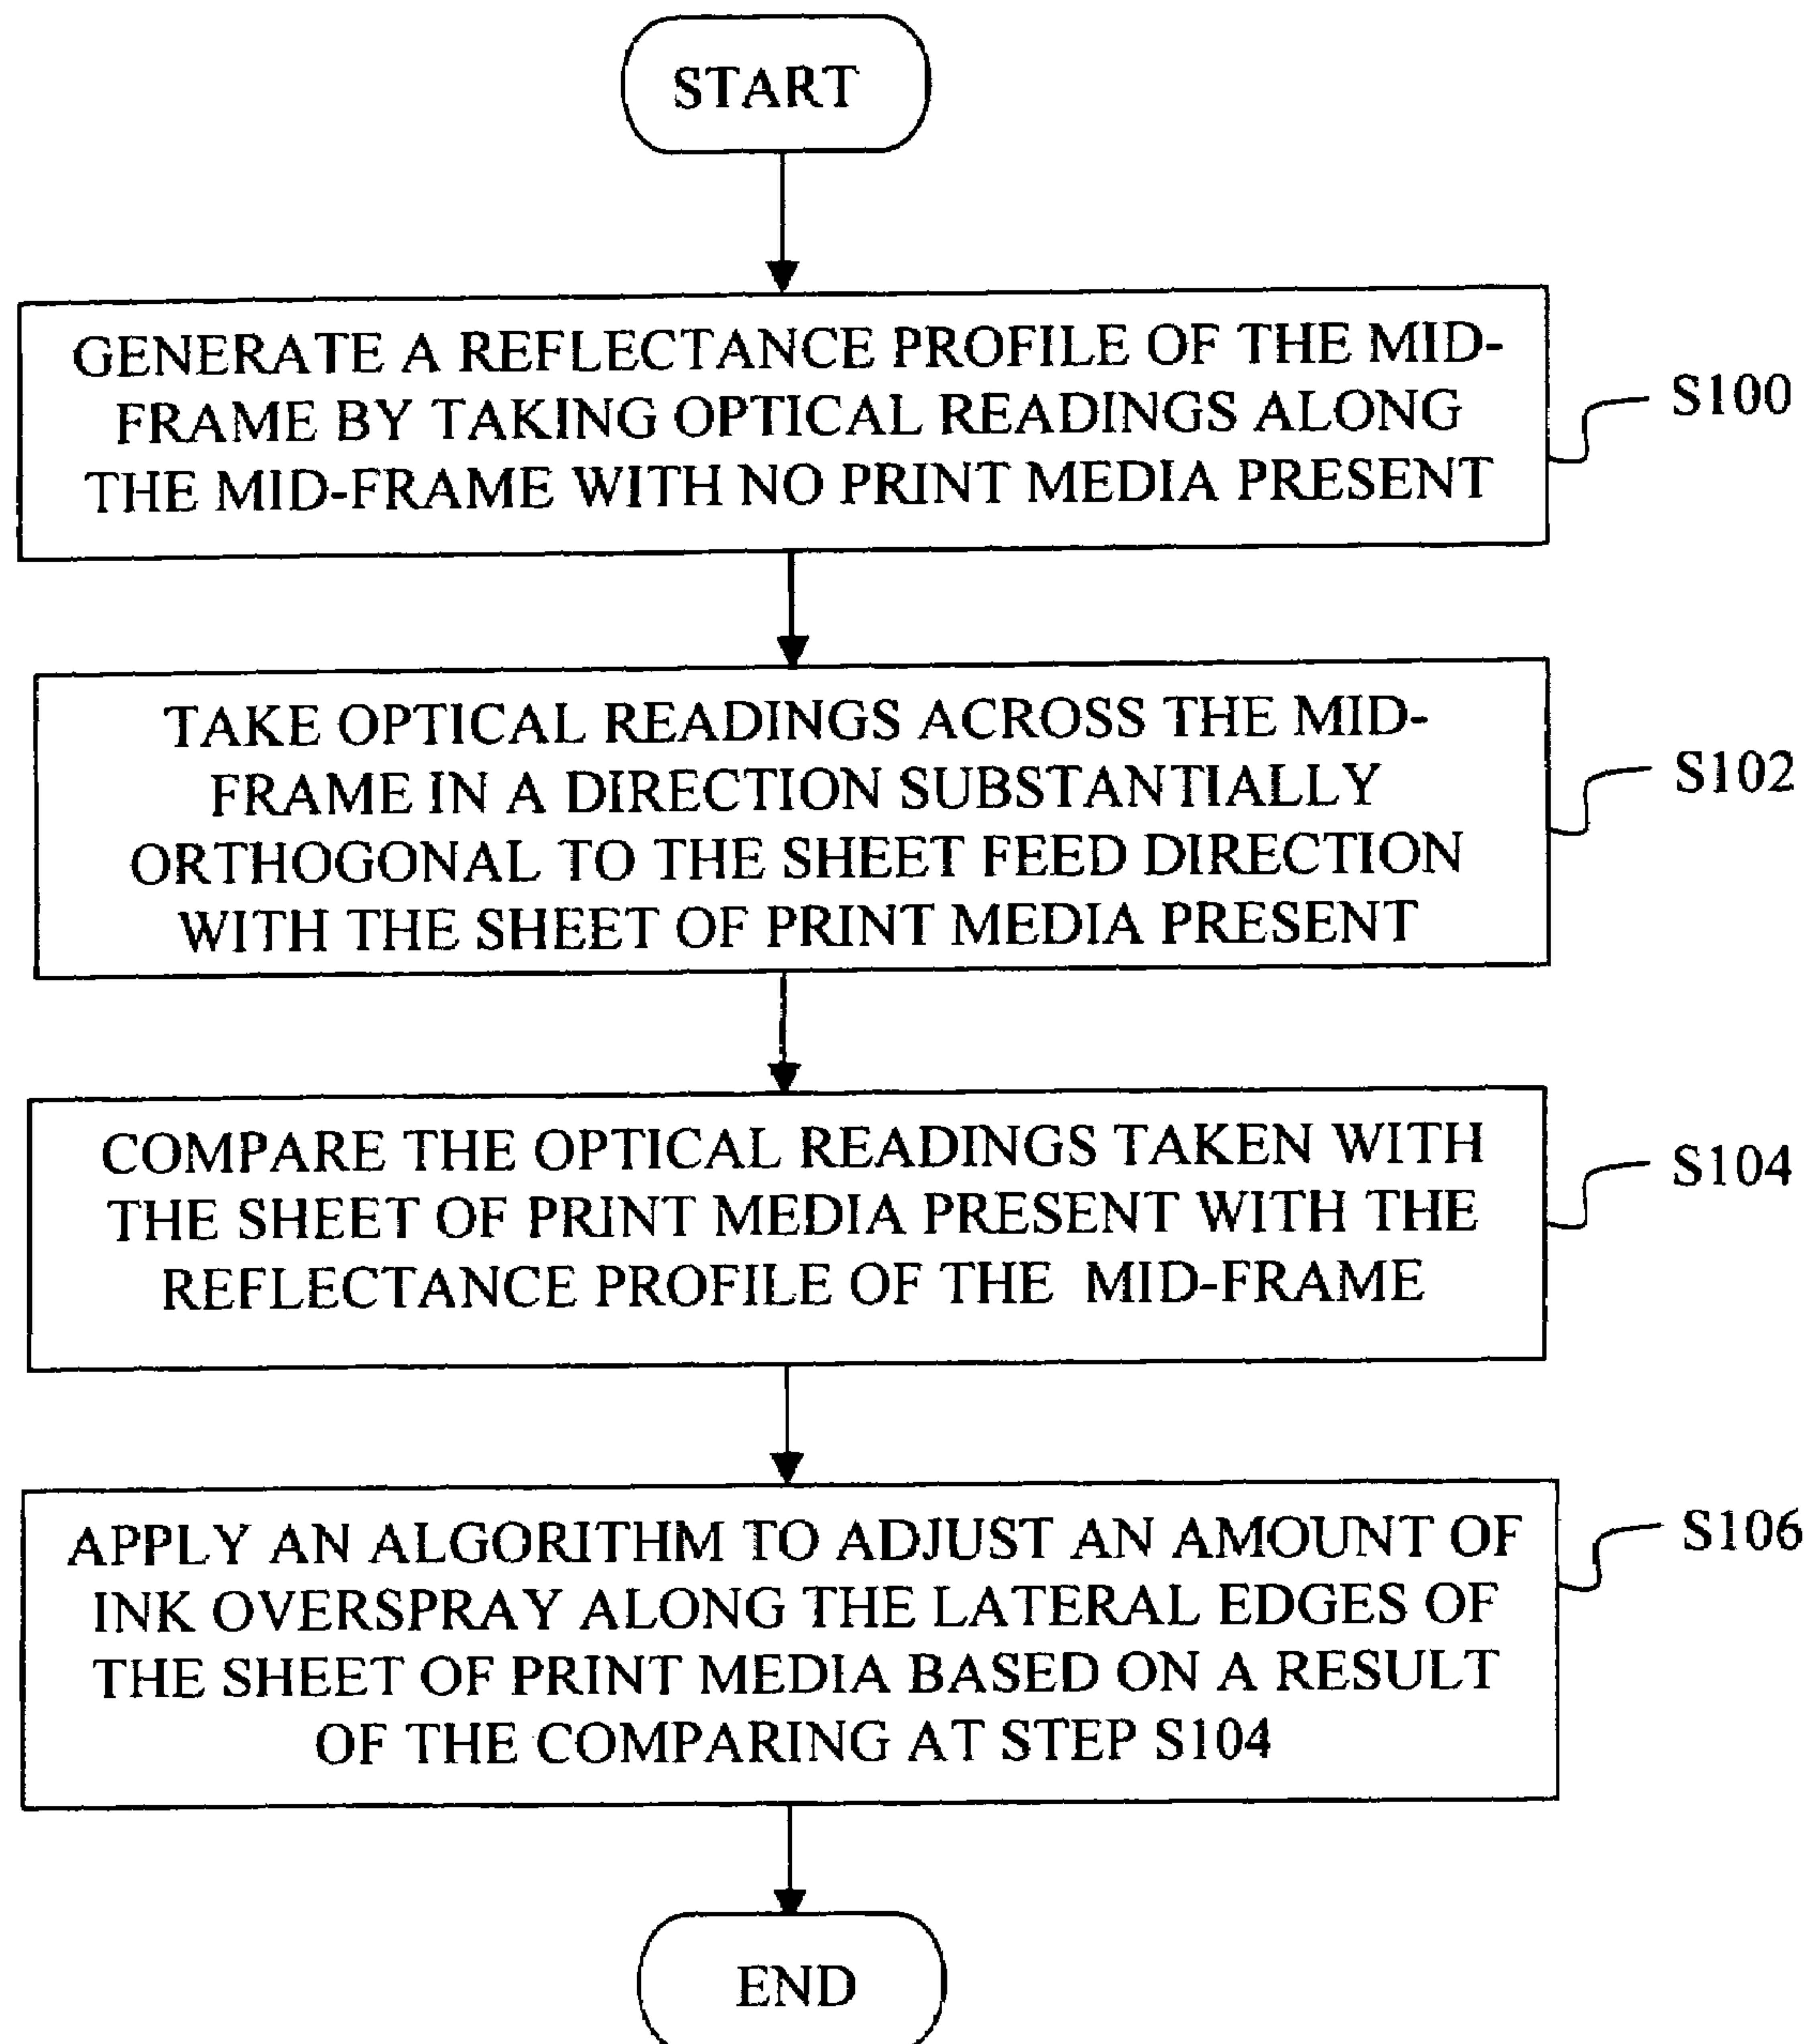 START
GENERATE A REFLECTANCE PROFILE OF THE MID-
FRAME BY TAKING OPTICAL READINGS ALONG
THE MID-FRAME WITH NO PRINT MEDIA PRESENT
S100
TAKE OPTICAL READINGS ACROSS THE MID-
FRAME IN A DIRECTION SUBSTANTIALLY
ORTHOGONAL TO THE SHEET FEED DIRECTION
WITH THE SHEET OF PRINT MEDIA PRESENT
S102
COMPARE THE OPTICAL READINGS TAKEN WITH
THE SHEET OF PRINT MEDIA PRESENT WITH THE
REFLECTANCE PROFILE OF THE MID-FRAME
S104
APPLY AN ALGORITHM TO ADJUST AN AMOUNT OF
INK OVERSPRAY ALONG THE LATERAL EDGES OF
THE SHEET OF PRINT MEDIA BASED ON A RESULT
OF THE COMPARING AT STEP S104
S106
END